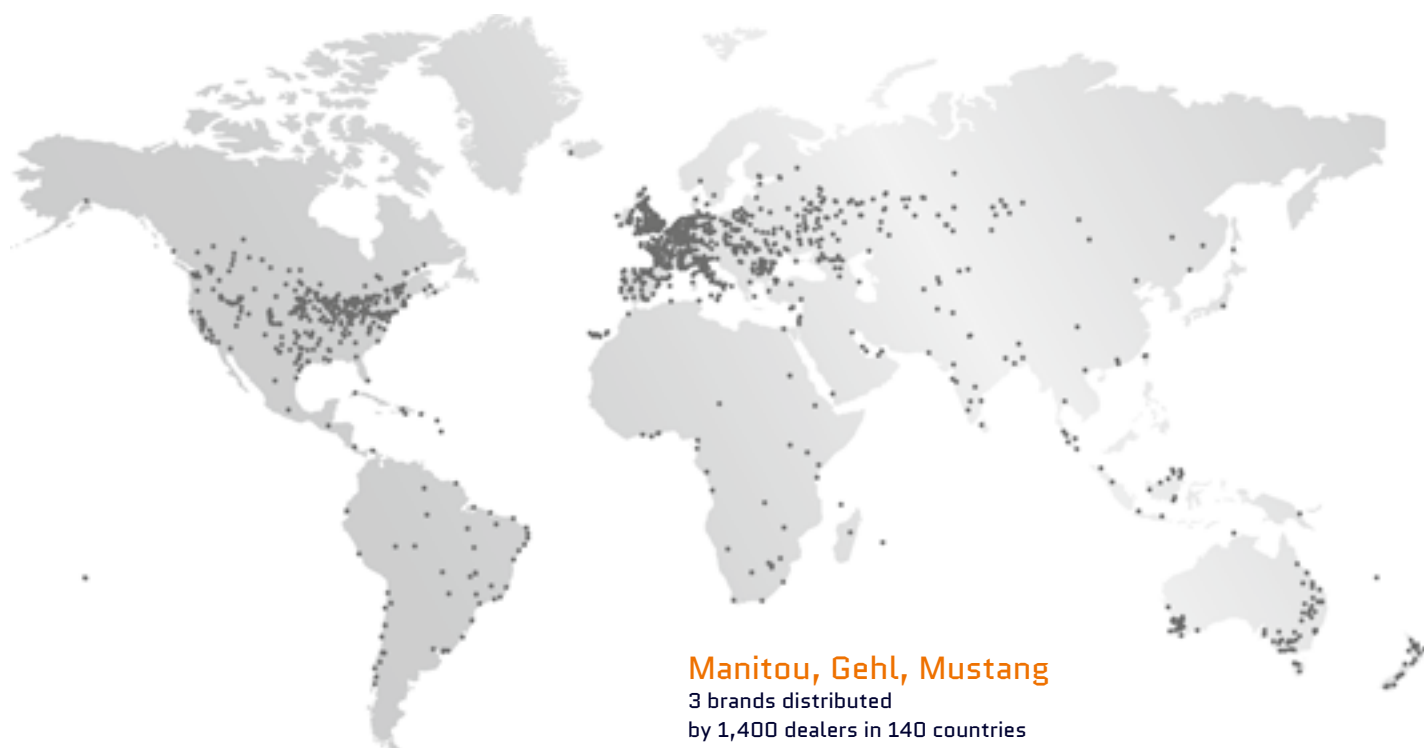 Manitou, Gehl, Mustang
3 brands distributed
by 1,400 dealers in 140 countries